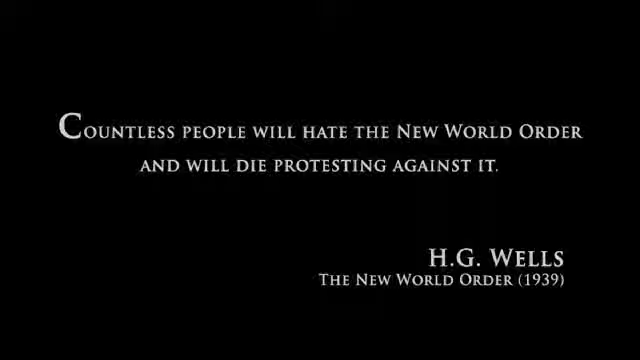 Countless people will hate the New World Order
and will die protesting against it.
H.G. Wells
The New World Order (1939)